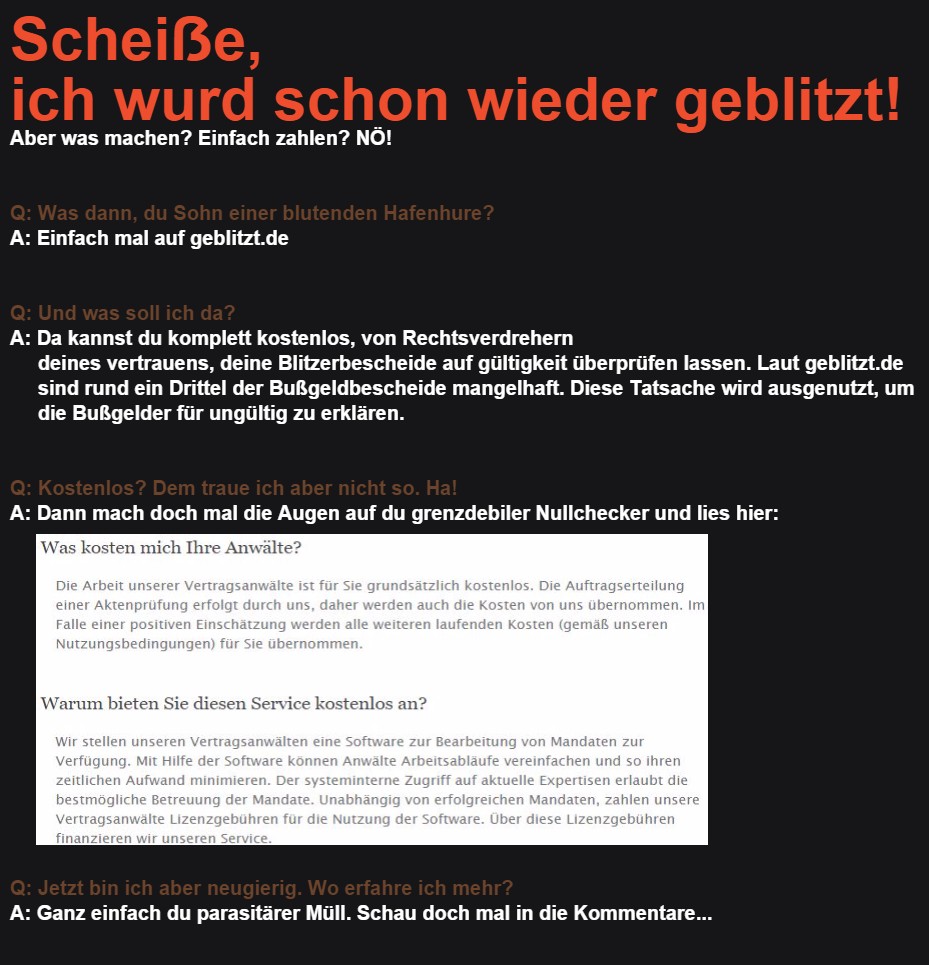 Scheiße,
ich wurd schon wieder geblitzt!
Aber was machen? Einfach zahlen? NÖ!
Q: Was dann, du Sohn einer blutenden Hafenhure?
A: Einfach mal auf geblitzt.de
Q: Und was soll ich da?
A: Da kannst du komplett kostenlos, von Rechtsverdrehern
deines vertrauens, deine Blitzerbescheide auf gültigkeit überprüfen lassen. Laut geblitzt.de
sind rund ein Drittel der Bußgeldbescheide mangelhaft. Diese Tatsache wird ausgenutzt, um
die Bußgelder für ungültig zu erklären.
Q: Kostenlos? Dem traue ich aber nicht so. Ha!
A: Dann mach doch mal die Augen auf du grenzdebiler Nullchecker und lies hier:
Was kosten mich Ihre Anwälte?
Die Arbeit unserer Vertragsanwälte ist für Sie grundsätzlich kostenlos. Die Auftragserteilung
einer Aktenprüfung erfolgt durch uns, daher werden auch die Kosten von uns übernommen. Im
Falle einer positiven Einschätzung werden alle weiteren laufenden Kosten (gemäß unseren
Nutzungsbedingungen) für Sie übernommen.
Warum bieten Sie diesen Service kostenlos an?
Wir stellen unseren Vertragsanwälten eine Software zur Bearbeitung von Mandaten zur
Verfügung. Mit Hilfe der Software können Anwälte Arbeitsabläufe vereinfachen und so ihren
zeitlichen Aufwand minimieren. Der systeminterne Zugriff auf aktuelle Expertisen erlaubt die
bestmögliche Betreuung der Mandate. Unabhängig von erfolgreichen Mandaten, zahlen unsere
Vertragsanwälte Lizenzgebühren für die Nutzung der Software. Über diese Lizenzgebühren
finanzieren wir unseren Service.
Q: Jetzt bin ich aber neugierig. Wo erfahre ich mehr?
A: Ganz einfach du parasitärer Müll. Schau doch mal in die Kommentare...